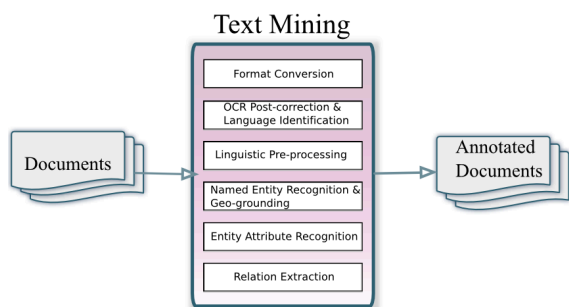 Text Mining
Format Conversion
OCR Post-correction &
Language Identification
Documents
Linguistic Pre-processing
Annotated
Documents
Named Entity Recognition &
Geo-grounding
Entity Attribute Recognition
Relation Extraction